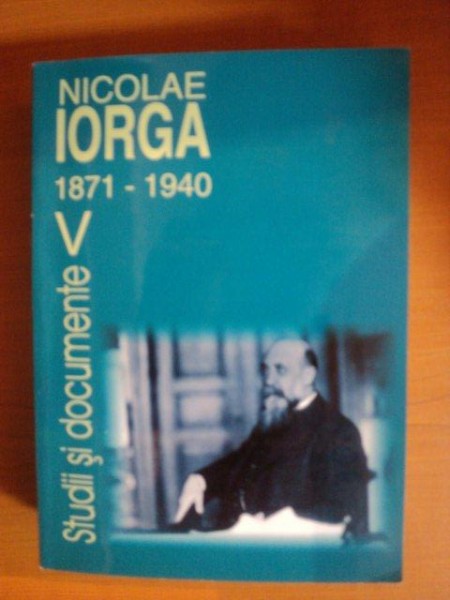 NICOLAE
IORGA
1871 - 1940
V
Studii şi documente